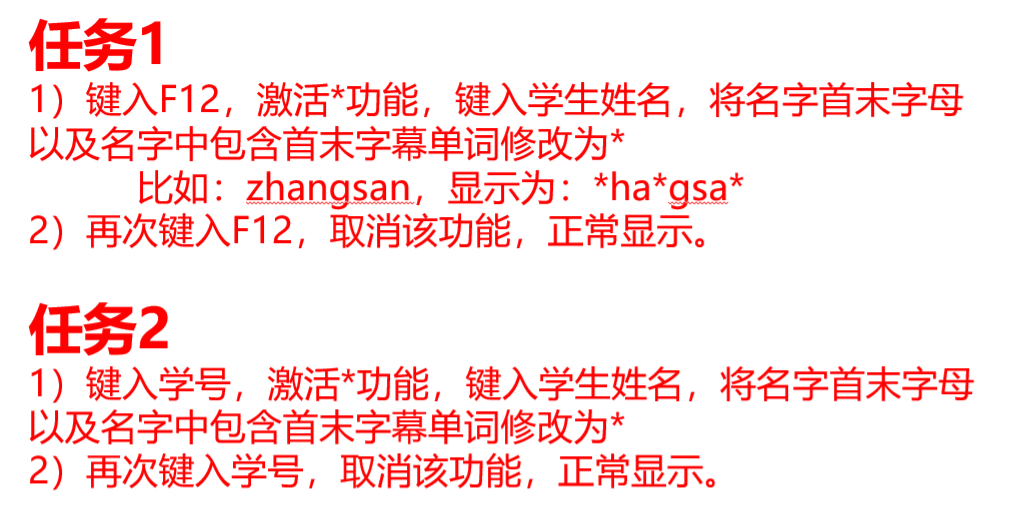 任务1
1）键入F12，激活*功能，键入学生姓名，将名字首末字母
以及名字中包含首末字幕单词修改为*
比如：zhangsan，显示为：*ha*gsa*
2）再次键入F12，取消该功能，正常显示。
任务2
1）键入学号，激活*功能，键入学生姓名，将名字首末字母
以及名字中包含首末字幕单词修改为*
2）再次键入学号，取消该功能，正常显示。